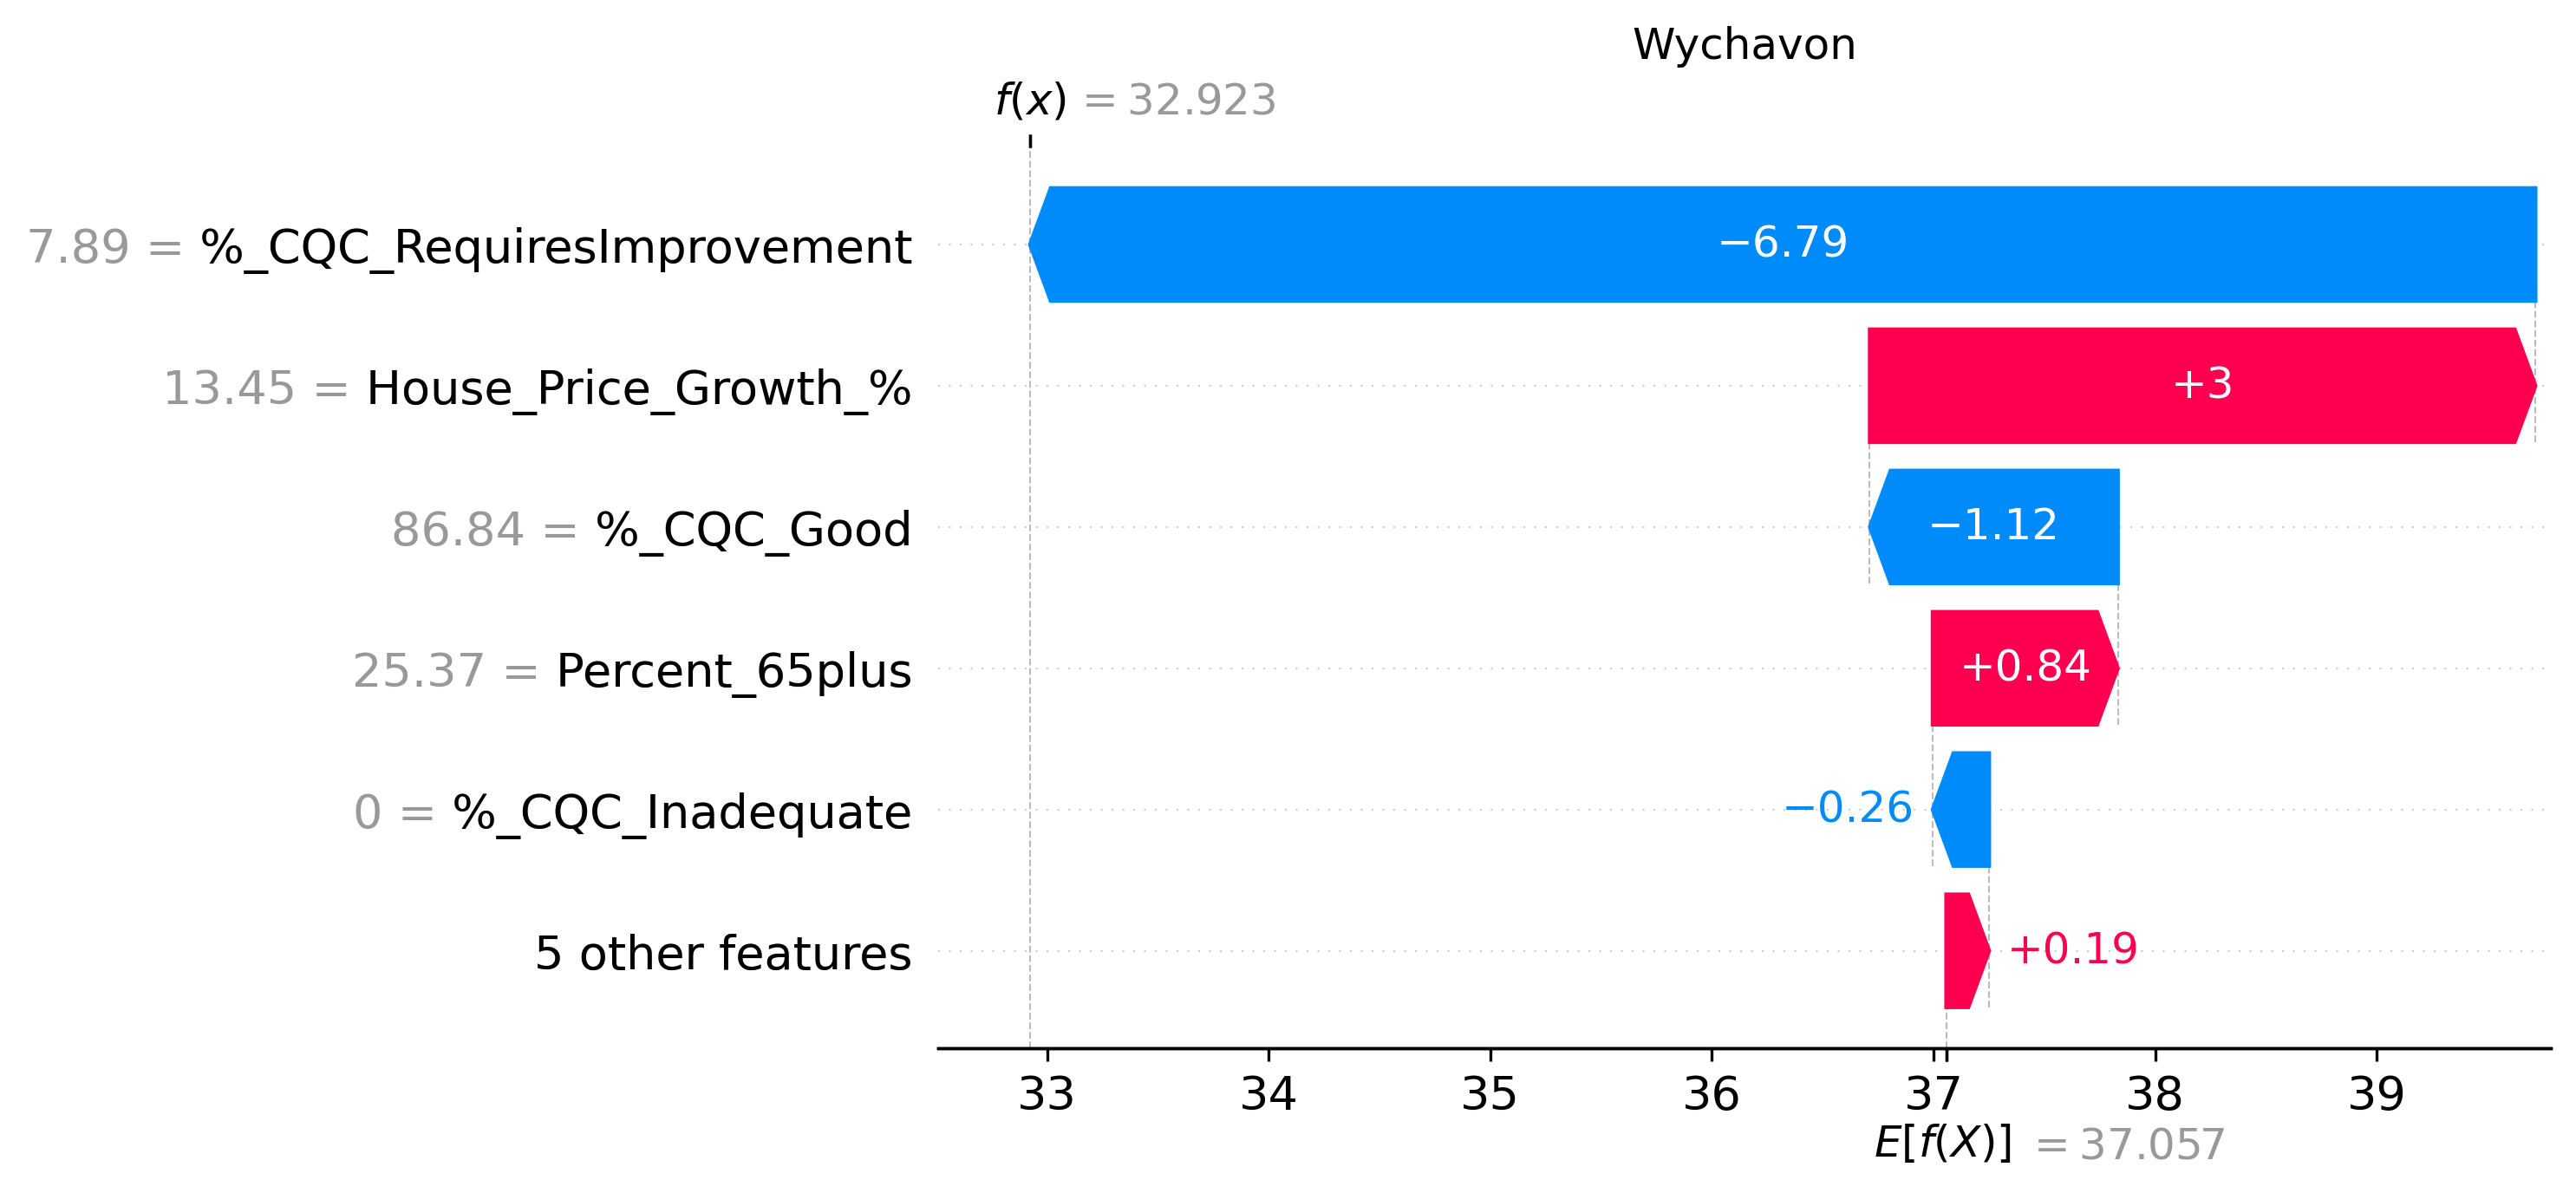 Wychavon
f(x) = 32.923
7.89 = %_CQC_RequiresImprovement
−6.79
13.45 = House_Price_Growth_%
+3
86.84 = %_CQC_Good
−1.12
25.37 = Percent_65plus
+0.84
0 = %_CQC_Inadequate
−0.26
5 other features
+0.19
33 34 35 36 37 38 39
E[f(X)] = 37.057